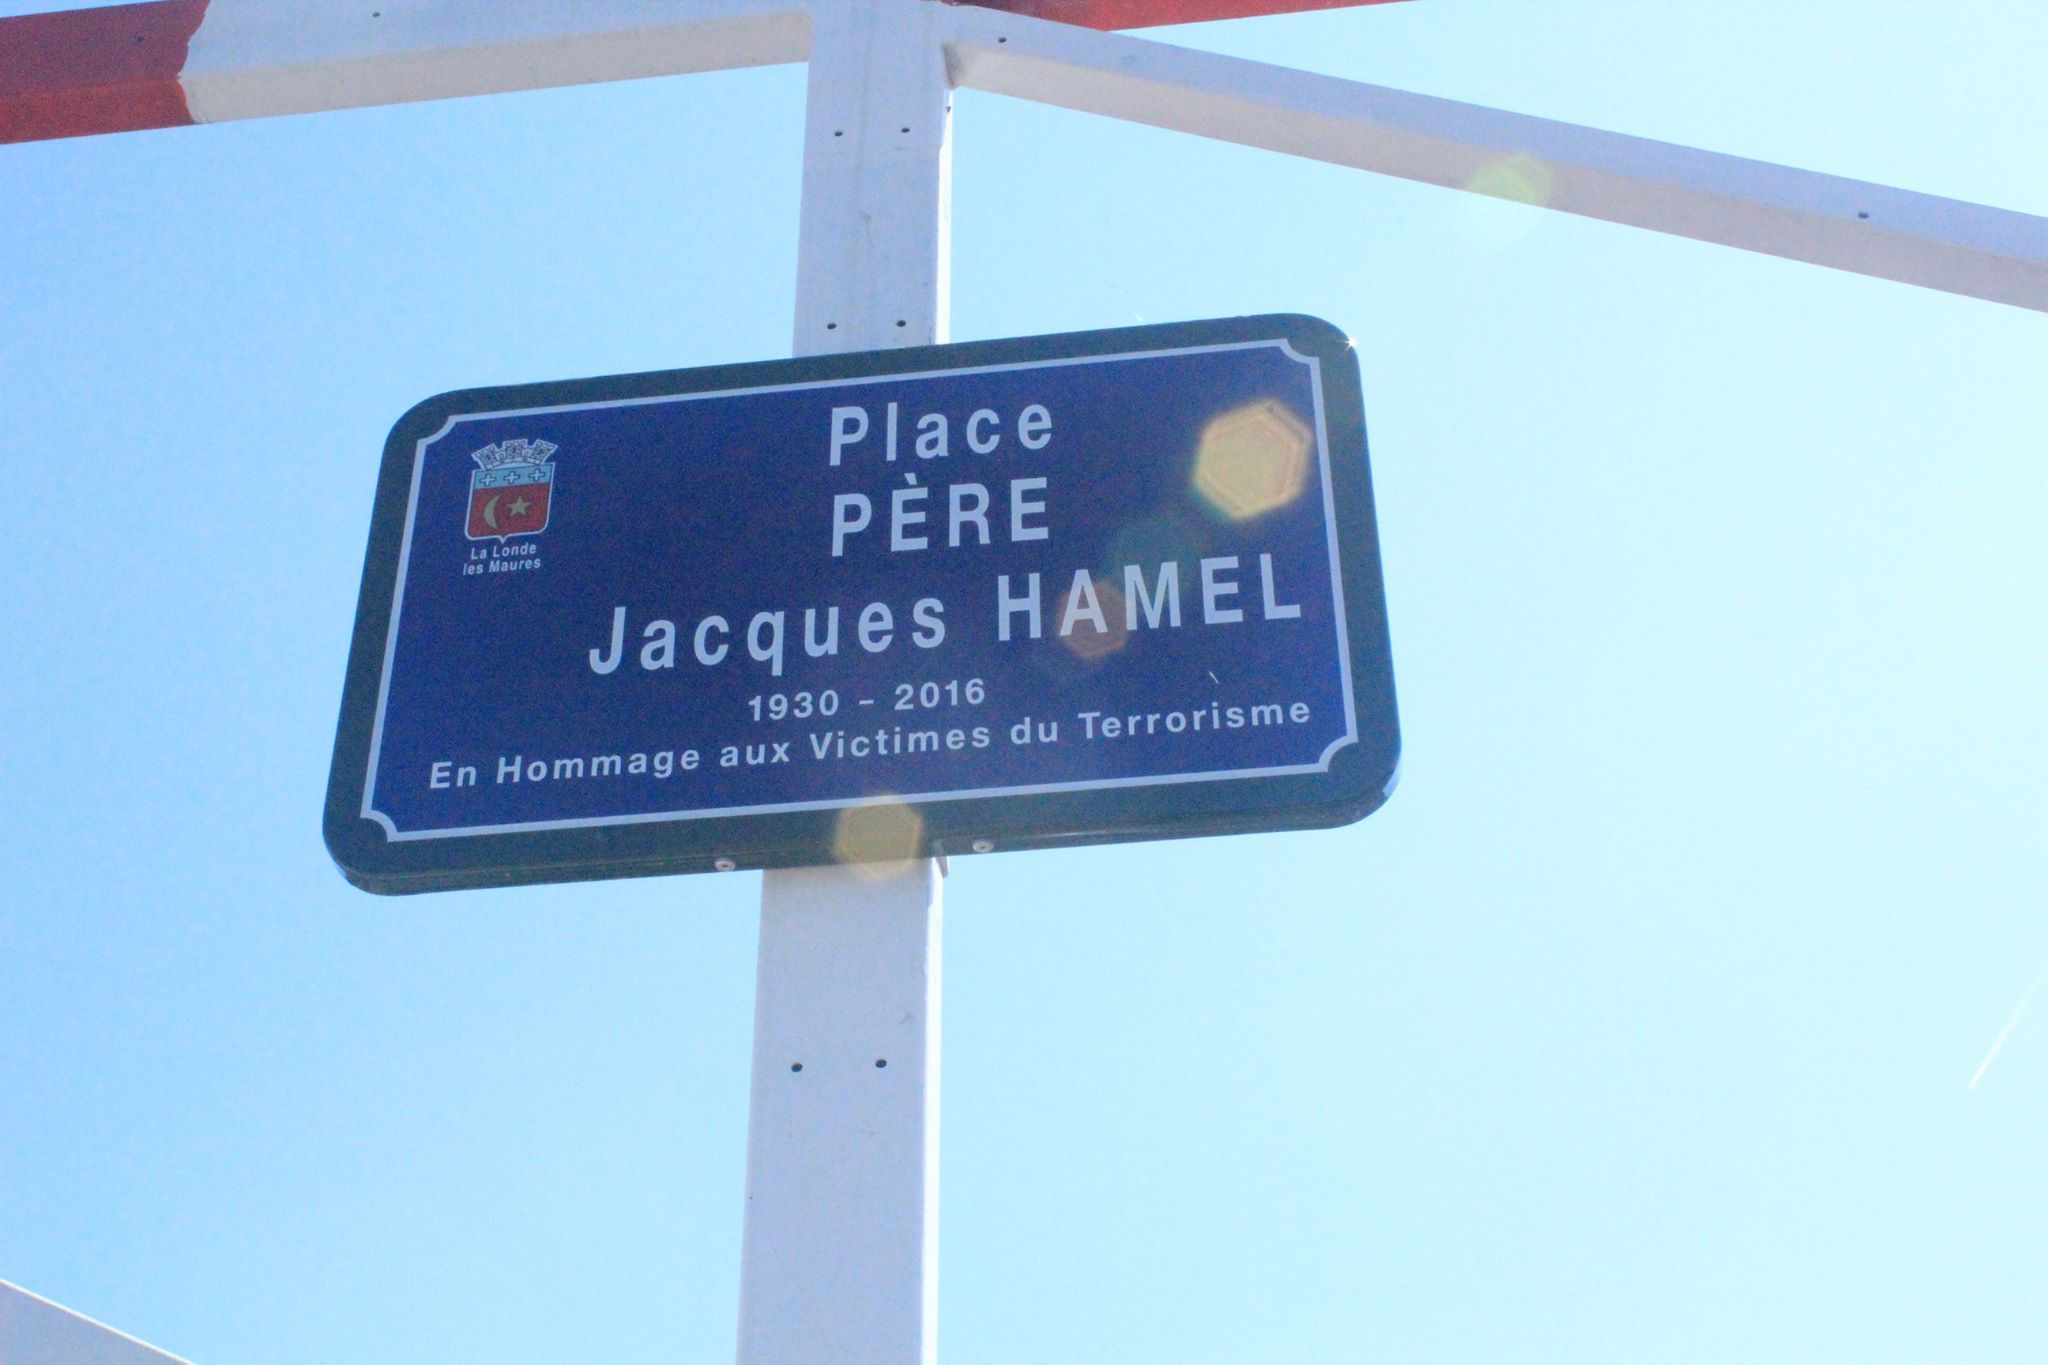 Place
PÈRE
Jacques HAMEL
1930 - 2016
En Hommage aux Victimes du Terrorisme
La Londe
les Maures